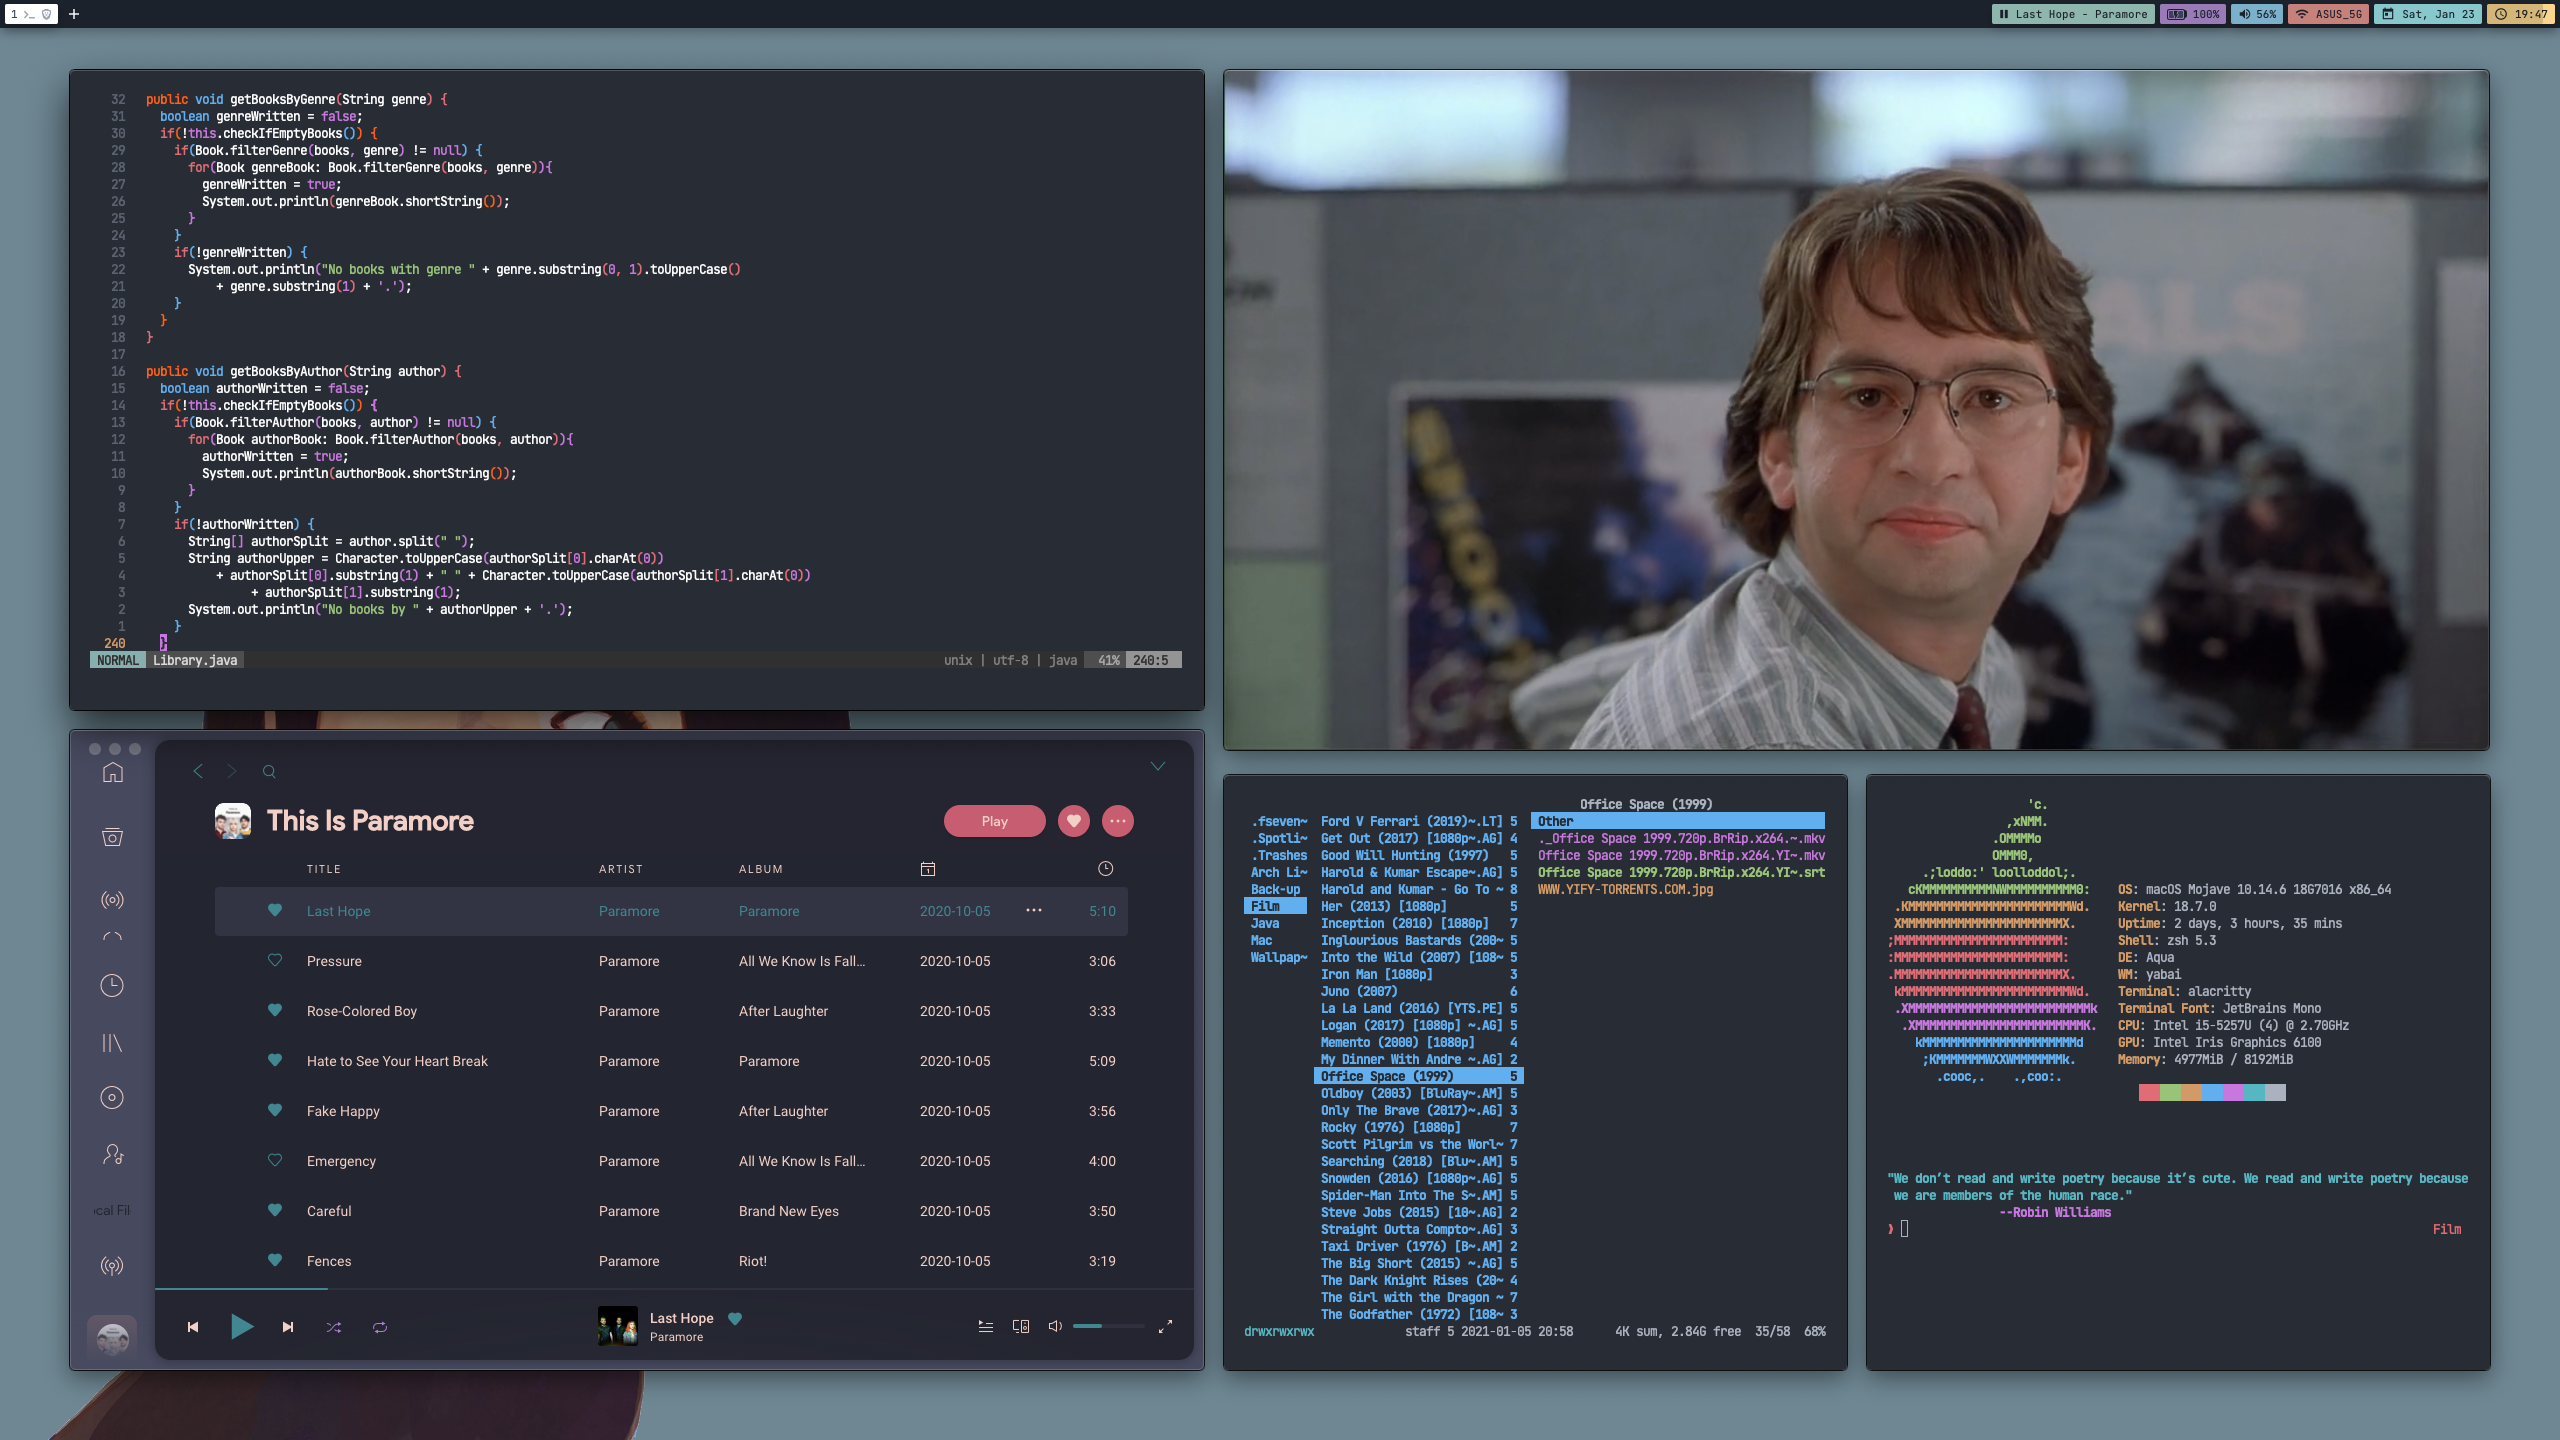 1
+
Last Hope - Paramore
100%
56%
ASUS_5G
Sat, Jan 23
19:47
32 public void getBooksByGenre(String genre) {
31 boolean genreWritten = false;
30 if(!this.checkIfEmptyBooks()) {
29 if(Book.filterGenre(books, genre) != null) {
28 for(Book genreBook: Book.filterGenre(books, genre)){
27 genreWritten = true;
26 System.out.println(genreBook.shortString());
25 }
24 }
23 if(!genreWritten) {
22 System.out.println("No books with genre " + genre.substring(0, 1).toUpperCase()
21 + genre.substring(1) + '.');
20 }
19 }
18 }
17
16 public void getBooksByAuthor(String author) {
15 boolean authorWritten = false;
14 if(!this.checkIfEmptyBooks()) {
13 if(Book.filterAuthor(books, author) != null) {
12 for(Book authorBook: Book.filterAuthor(books, author)){
11 authorWritten = true;
10 System.out.println(authorBook.shortString());
9 }
8 }
7 if(!authorWritten) {
6 String[] authorSplit = author.split(" ");
5 String authorUpper = Character.toUpperCase(authorSplit[0].charAt(0))
4 + authorSplit[0].substring(1) + " " + Character.toUpperCase(authorSplit[1].charAt(0))
3 + authorSplit[1].substring(1);
2 System.out.println("No books by " + authorUpper + '.');
1 }
240 }
NORMAL Library.java unix | utf-8 | java 41% 240:5
This Is Paramore
Play
TITLE ARTIST ALBUM
Last Hope Paramore Paramore 2020-10-05 5:10
Pressure Paramore All We Know Is Fall... 2020-10-05 3:06
Rose-Colored Boy Paramore After Laughter 2020-10-05 3:33
Hate to See Your Heart Break Paramore Paramore 2020-10-05 5:09
Fake Happy Paramore After Laughter 2020-10-05 3:56
Emergency Paramore All We Know Is Fall... 2020-10-05 4:00
Careful Paramore Brand New Eyes 2020-10-05 3:50
Fences Paramore Riot! 2020-10-05 3:19
cal Fil
Last Hope
Paramore
.fseven~
.Spotli~
.Trashes
Arch Li~
Back-up
Film
Java
Mac
Wallpap~
Ford V Ferrari (2019)~.LT] 5
Get Out (2017) [1080p~.AG] 4
Good Will Hunting (1997) 5
Harold & Kumar Escape~.AG] 5
Harold and Kumar - Go To ~ 8
Her (2013) [1080p] 5
Inception (2010) [1080p] 7
Inglourious Bastards (200~ 5
Into the Wild (2007) [108~ 5
Iron Man [1080p] 3
Juno (2007) 6
La La Land (2016) [YTS.PE] 5
Logan (2017) [1080p] ~.AG] 5
Memento (2000) [1080p] 4
My Dinner With Andre ~.AG] 2
Office Space (1999) 5
Oldboy (2003) [BluRay~.AM] 5
Only The Brave (2017)~.AG] 3
Rocky (1976) [1080p] 7
Scott Pilgrim vs the Worl~ 7
Searching (2018) [Blu~.AM] 5
Snowden (2016) [1080p~.AG] 5
Spider-Man Into The S~.AM] 5
Steve Jobs (2015) [10~.AG] 2
Straight Outta Compto~.AG] 3
Taxi Driver (1976) [B~.AM] 2
The Big Short (2015) ~.AG] 5
The Dark Knight Rises (20~ 4
The Girl with the Dragon ~ 7
The Godfather (1972) [108~ 3
Office Space (1999)
Other
._Office Space 1999.720p.BrRip.x264.~.mkv
Office Space 1999.720p.BrRip.x264.YI~.mkv
Office Space 1999.720p.BrRip.x264.YI~.srt
WWW.YIFY-TORRENTS.COM.jpg
drwxrwxrwx staff 5 2021-01-05 20:58 4K sum, 2.84G free 35/58 68%
'c.
,xNMM.
.OMMMMo
OMMM0,
.;loddo:' loolloddol;.
OS: macOS Mojave 10.14.6 18G7016 x86_64
Kernel: 18.7.0
Uptime: 2 days, 3 hours, 35 mins
Shell: zsh 5.3
DE: Aqua
WM: yabai
Terminal: alacritty
Terminal Font: JetBrains Mono
CPU: Intel i5-5257U (4) @ 2.70GHz
GPU: Intel Iris Graphics 6100
Memory: 4977MiB / 8192MiB
.cooc,. .,coo:.
"We don’t read and write poetry because it’s cute. We read and write poetry because
we are members of the human race."
--Robin Williams
Film